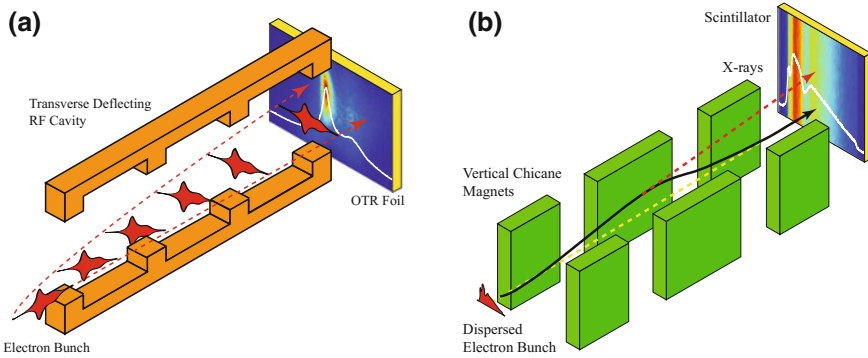 (a)
Transverse Deflecting
RF Cavity
OTR Foil
Electron Bunch
(b)
Scintillator
X-rays
Vertical Chicane
Magnets
Dispersed
Electron Bunch